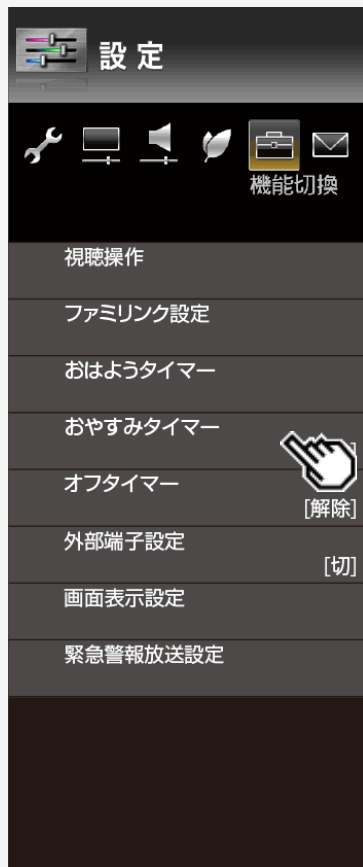 設定
機能切換
視聴操作
ファミリンク設定
おはようタイマー
おやすみタイマー
]
オフタイマー
[解除]
外部端子設定
[切]
画面表示設定
緊急警報放送設定